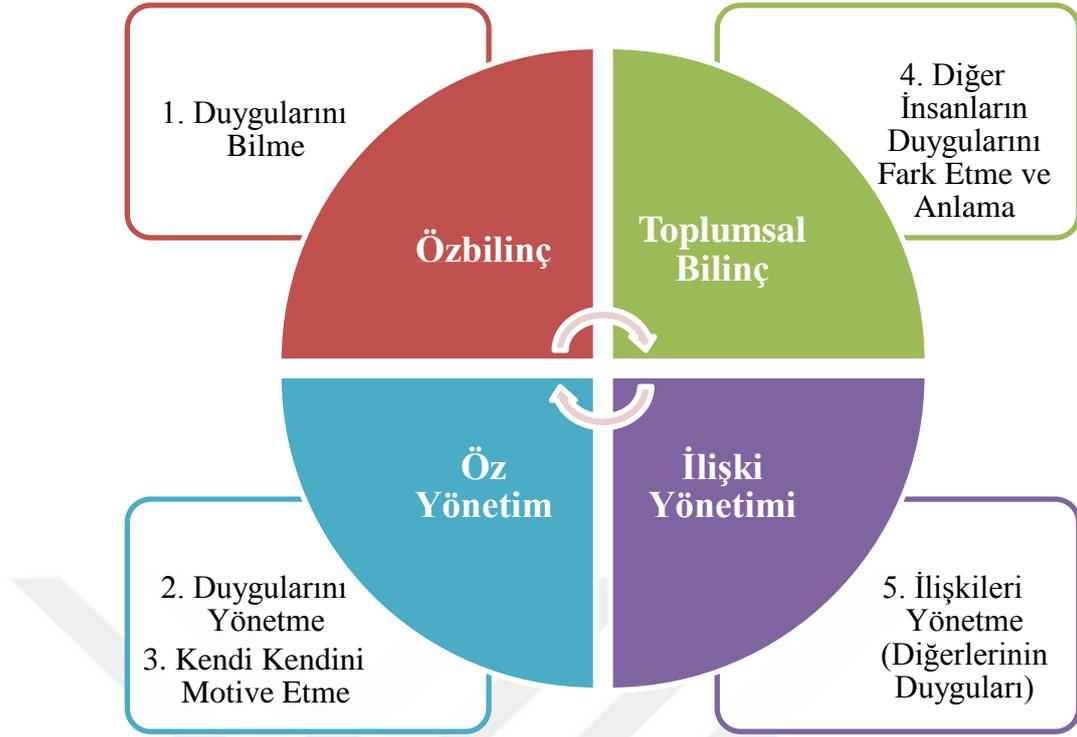 1. Duygularını
Bilme
4. Diğer
İnsanların
Duygularını
Fark Etme ve
Anlama
Özbilinç
Toplumsal
Bilinç
Öz
Yönetim
İlişki
Yönetimi
2. Duygularını
Yönetme
3. Kendi Kendini
Motive Etme
5. İlişkileri
Yönetme
(Diğerlerinin
Duyguları)